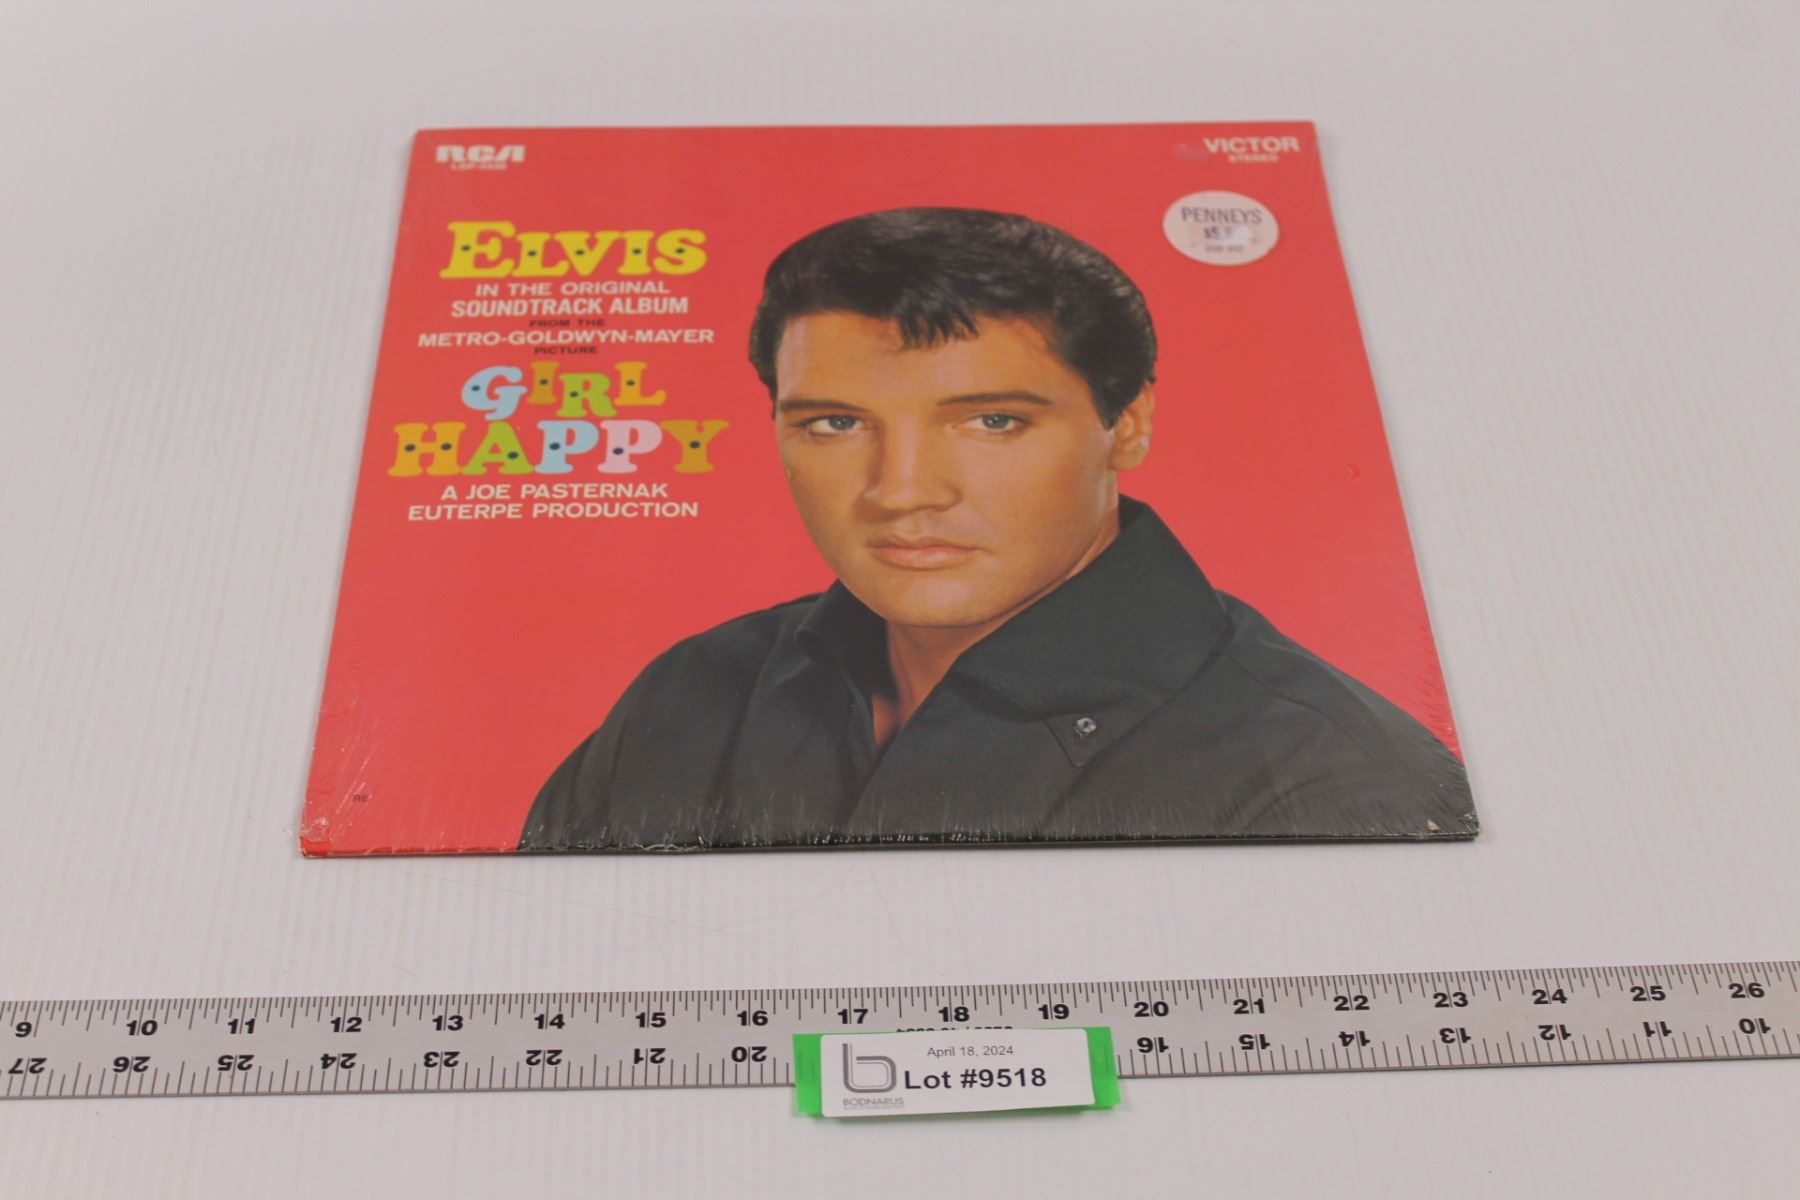 RCA
VICTOR
STEREO
PENNEYS
ELVIS
IN THE ORIGINAL
SOUNDTRACK ALBUM
FROM THE
METRO-GOLDWYN-MAYER
PICTURE
GIRL
HAPPY
A JOE PASTERNAK
EUTERPE PRODUCTION
RE
9 10 11 12 13 14 15 16 17 18 19 20 21 22 23 24 25 26
27 26 25 24 23 22 21 20 16 15 14 13 12 11 10
April 18, 2024
Lot #9518
BODNARUS